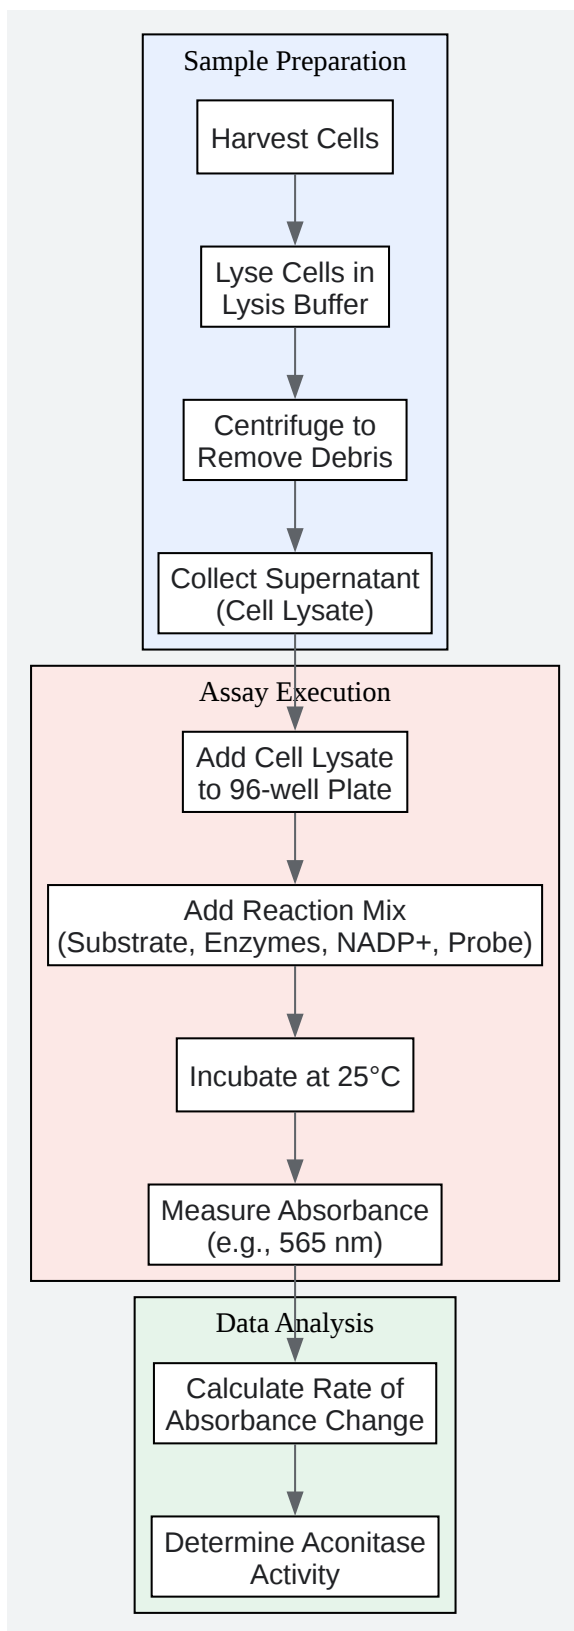 Sample Preparation
Harvest Cells
Lyse Cells in
Lysis Buffer
Centrifuge to
Remove Debris
Collect Supernatant
(Cell Lysate)
Assay Execution
Add Cell Lysate
to 96-well Plate
Add Reaction Mix
(Substrate, Enzymes, NADP+, Probe)
Incubate at 25°C
Measure Absorbance
(e.g., 565 nm)
Data Analysis
Calculate Rate of
Absorbance Change
Determine Aconitase
Activity